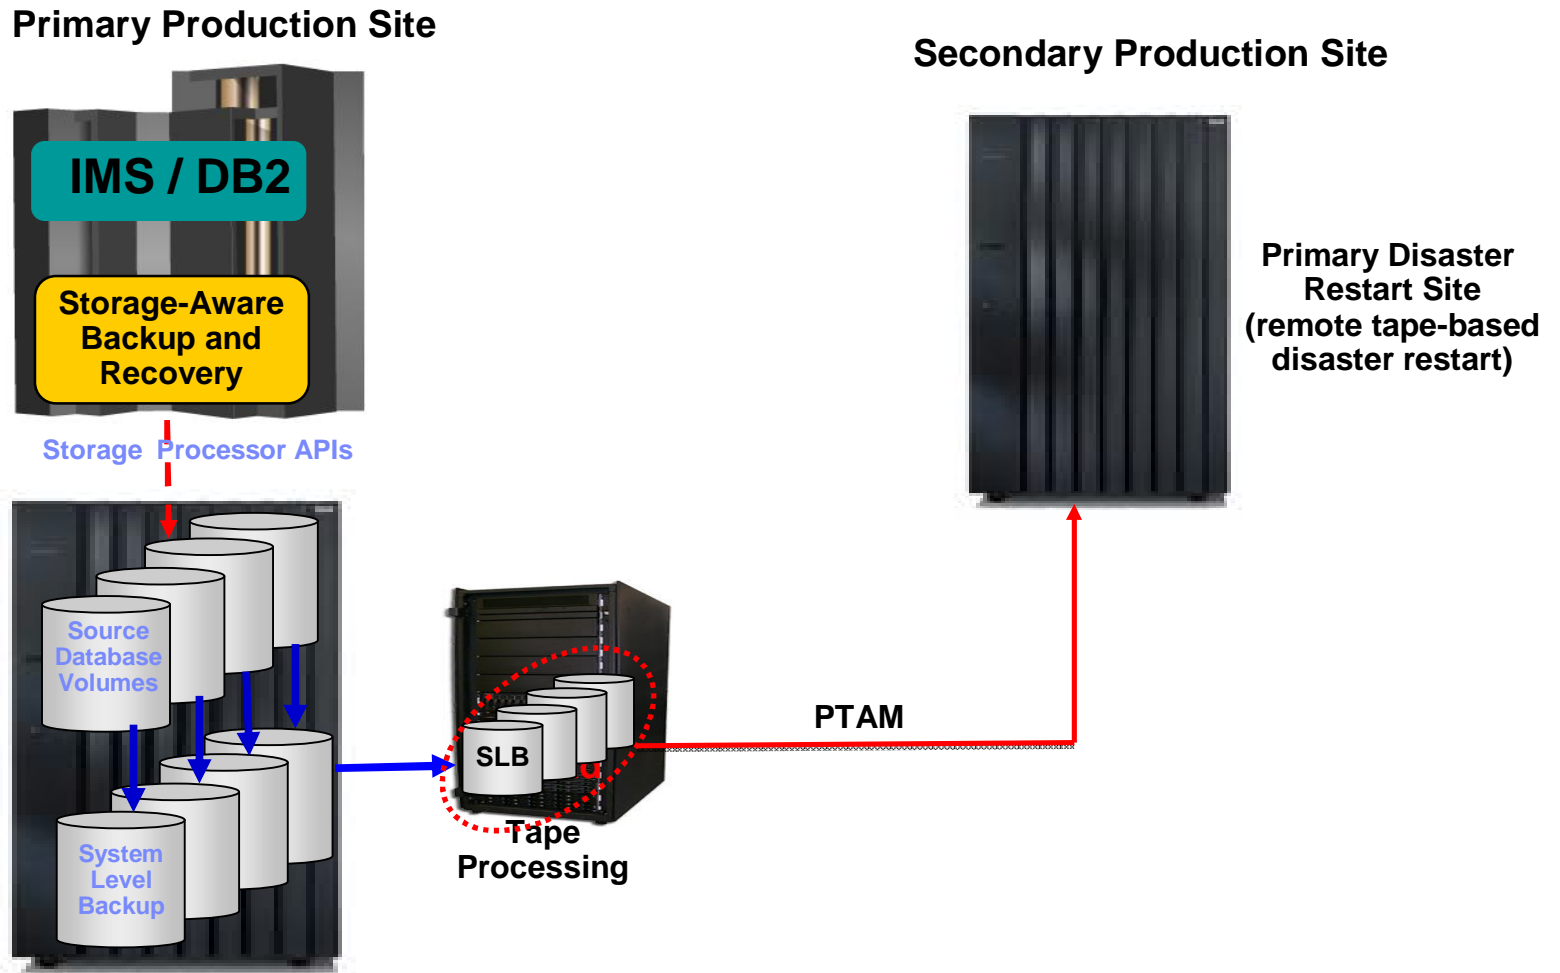 Primary Production Site
Secondary Production Site
IMS / DB2
Storage-Aware
Backup and
Recovery
Storage Processor APIs
Primary Disaster
Restart Site
(remote tape-based
disaster restart)
Source
Database
Volumes
System
Level
Backup
SLB
Tape
Processing
PTAM